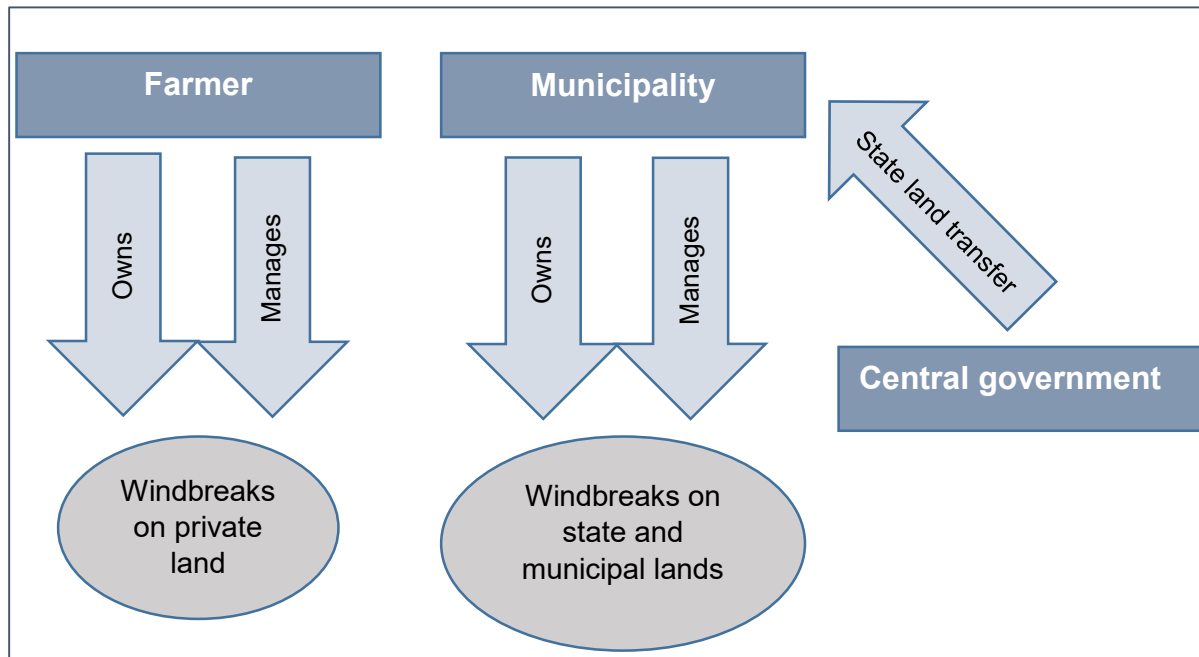 Farmer
Municipality
State land transfer
Owns
Manages
Owns
Manages
Central government
Windbreaks
on private
land
Windbreaks on
state and
municipal lands